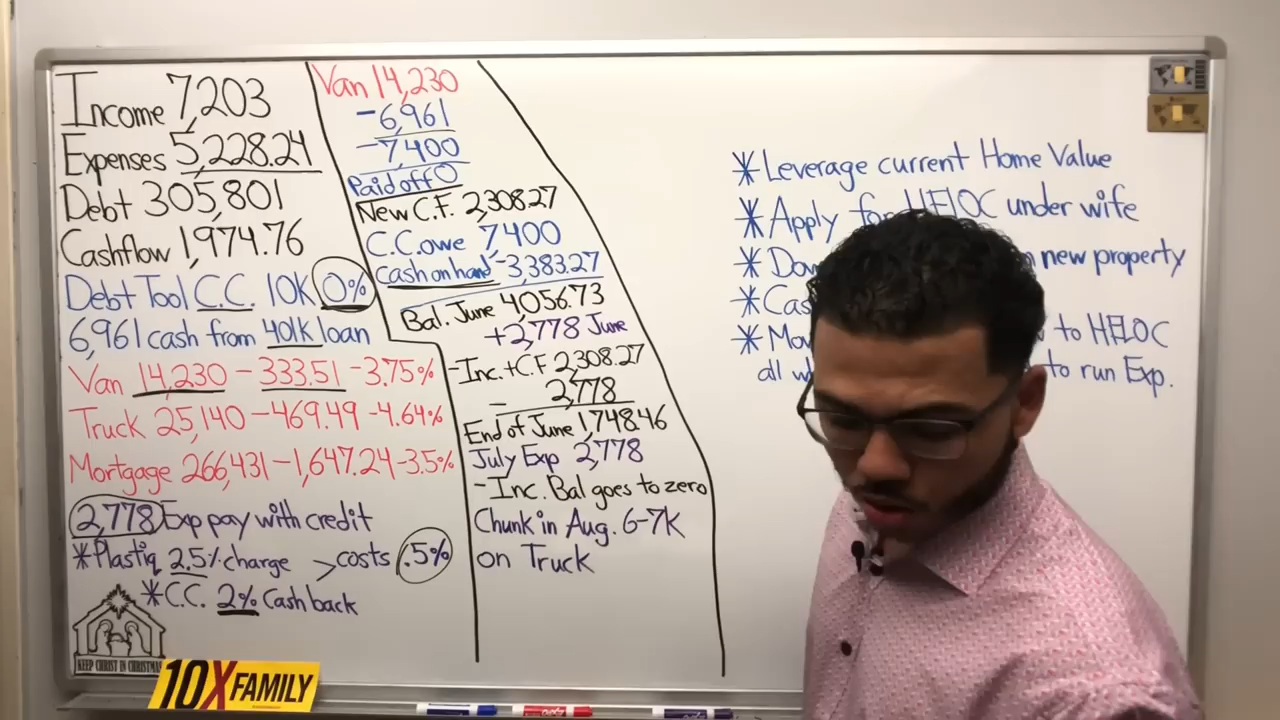 Income 7,203
Expenses 5,228.24
Debt 305,801
Cashflow 1,974.76
Debt Tool C.C. 10K 0%
6,961 cash from 401K loan
Van 14,230 - 333.51 - 3.75%
Truck 25,140 - 469.49 - 4.64%
Mortgage 266,431 - 1,647.24 - 3.5%
2,778 Exp pay with credit
*Plastiq 2.5% charge > costs .5%
*C.C. 2% Cash back
KEEP CHRIST IN CHRISTMAS
10X FAMILY
Van 14,230
-6,961
-7,400
Paid off 0
New C.F. 2,308.27
C.C. owe 7400
Cash on hand -3,383.27
Bal. June 4,056.73
+2,778 June
-Inc.+C.F 2,308.27
- 2,778
End of June 1,748.46
July Exp 2,778
-Inc. Bal goes to zero
Chunk in Aug. 6-7K
on Truck
*Leverage current Home Value
*Apply for HELOC under wife
new property
to HELOC
all to run Exp.